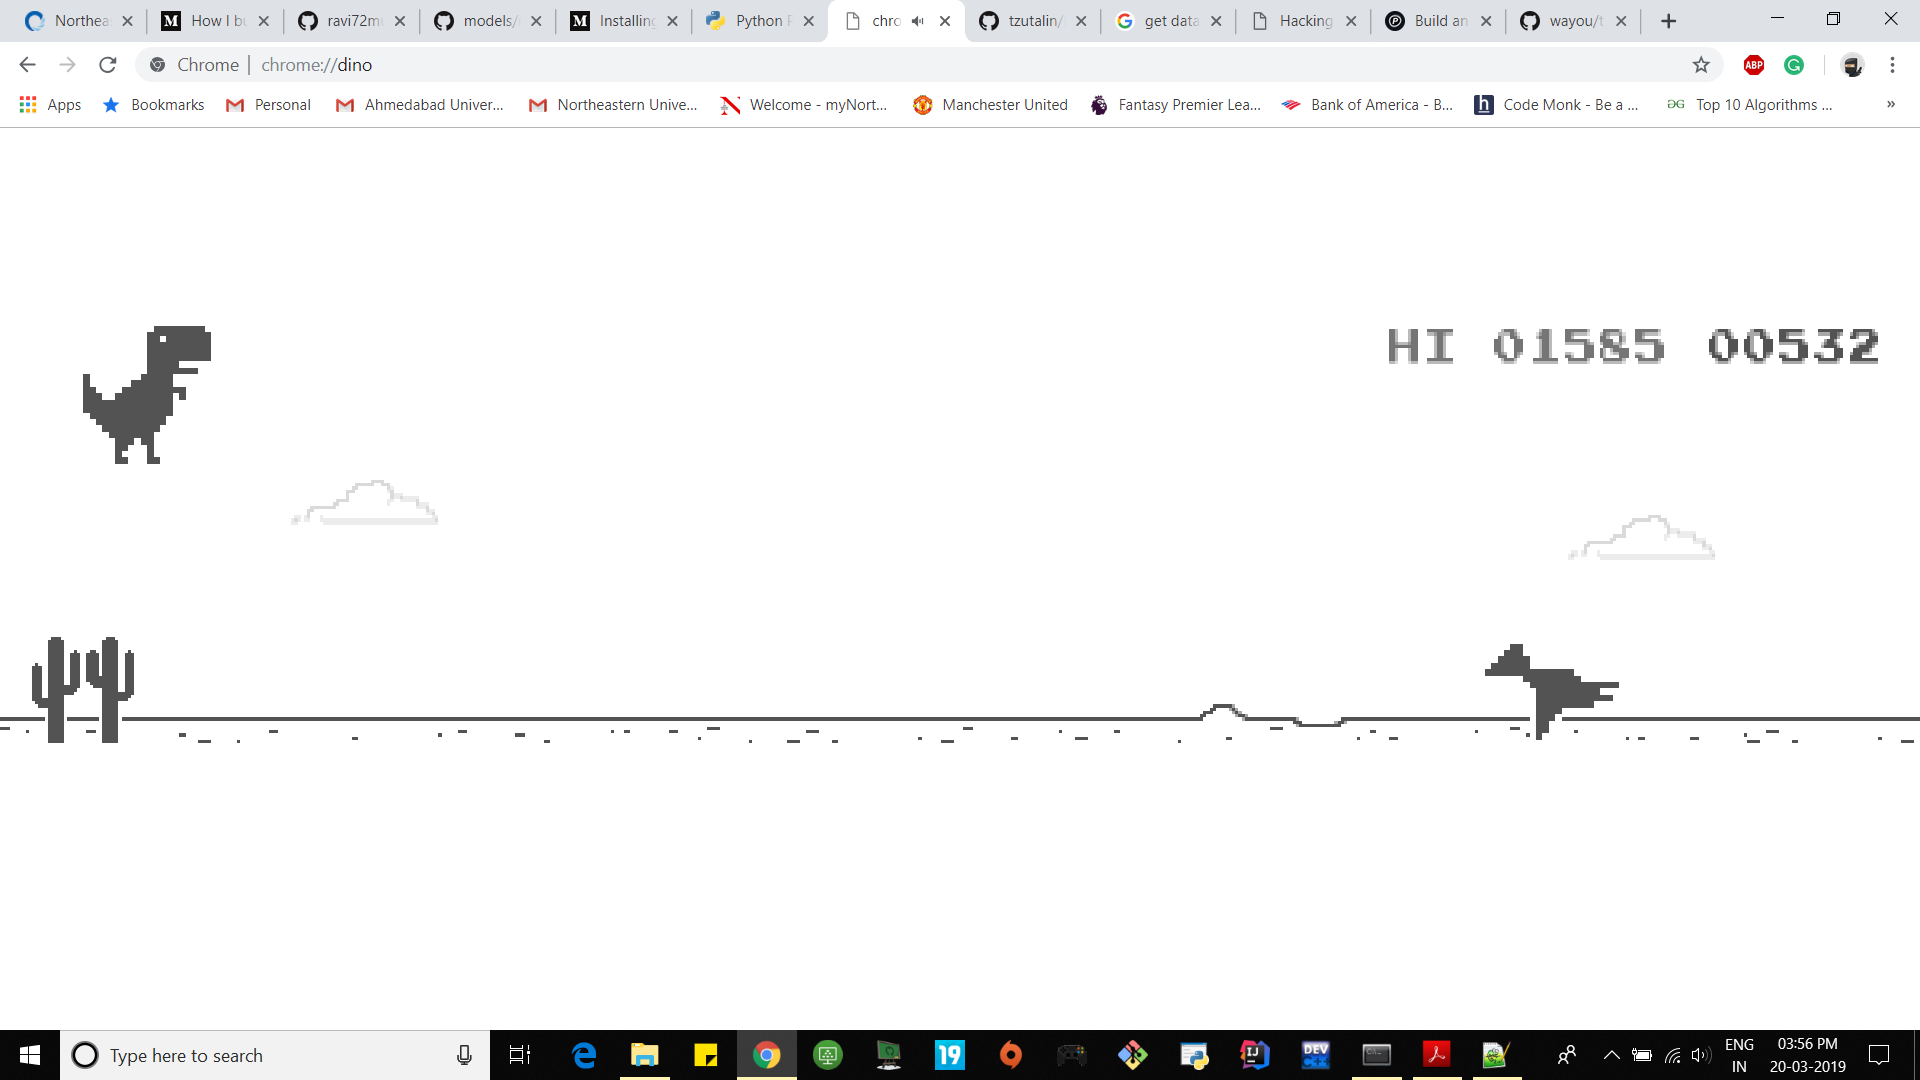 Northea
How I bu
ravi72m
models/
Installing
Python
chro
tzutalin/
get data
Hacking
Build an
wayou/t
Chrome | chrome://dino
ABP
Apps Bookmarks Personal Ahmedabad Univer... Northeastern Unive... Welcome - myNort... Manchester United Fantasy Premier Lea... Bank of America - B... Code Monk - Be a ... Top 10 Algorithms ... »
HI 01585 00532
Type here to search
19
IJ
DEV
ENG
IN
03:56 PM
20-03-2019